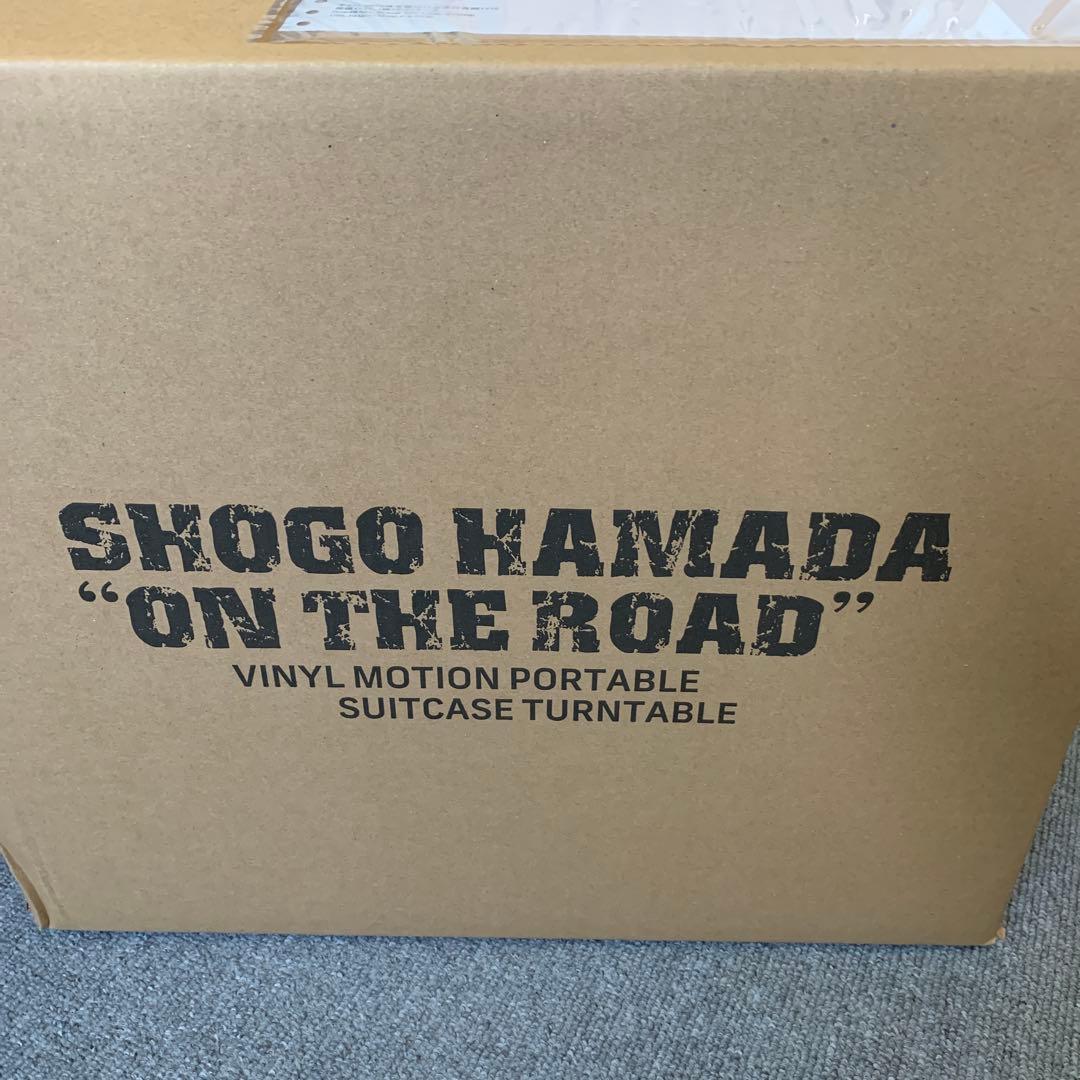 SHOGO HAMADA
“ON THE ROAD”
VINYL MOTION PORTABLE
SUITCASE TURNTABLE